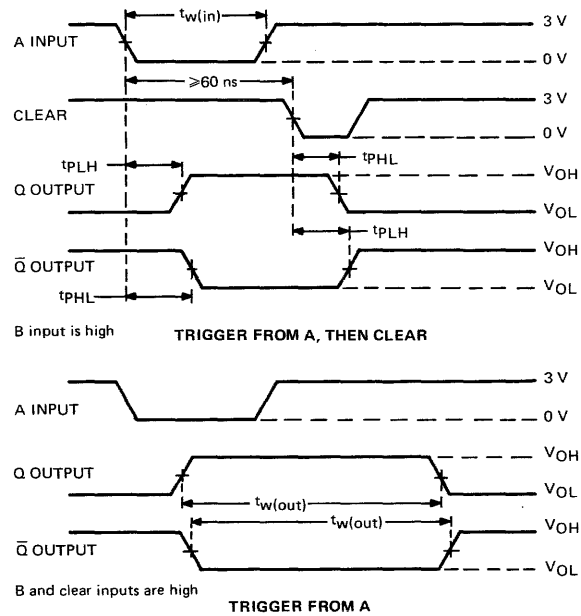 tw(in)
A INPUT
3 V
0 V
≥60 ns
CLEAR
3 V
0 V
tPLH
tPHL
Q OUTPUT
VOH
VOL
tPLH
Q̅ OUTPUT
VOH
tPHL
VOL
B input is high
TRIGGER FROM A, THEN CLEAR
A INPUT
3 V
0 V
Q OUTPUT
VOH
VOL
tw(out)
tw(out)
Q̅ OUTPUT
VOH
VOL
B and clear inputs are high
TRIGGER FROM A